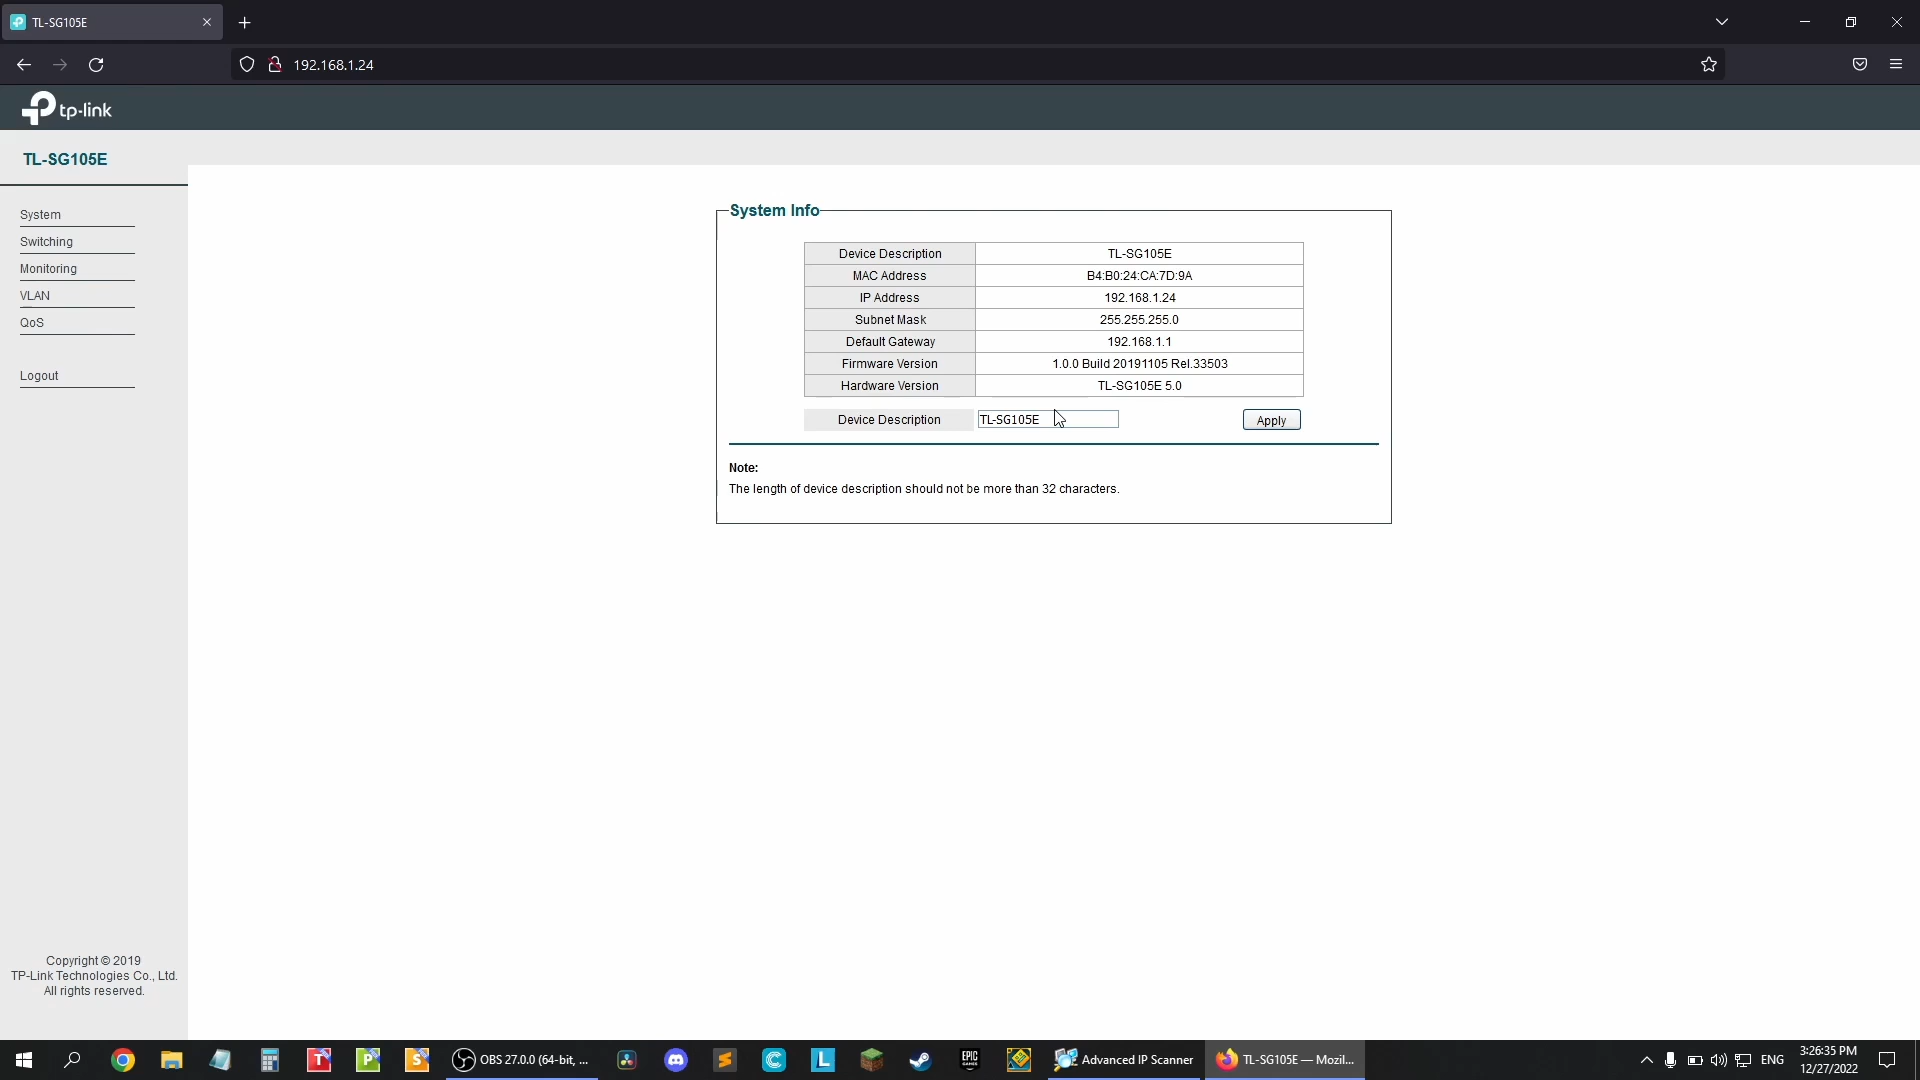 TL-SG105E
192.168.1.24
tp-link
TL-SG105E
System
Switching
Monitoring
VLAN
QoS
Logout
System Info
Device Description TL-SG105E
MAC Address B4:B0:24:CA:7D:9A
IP Address 192.168.1.24
Subnet Mask 255.255.255.0
Default Gateway 192.168.1.1
Firmware Version 1.0.0 Build 20191105 Rel.33503
Hardware Version TL-SG105E 5.0
Device Description TL-SG105E Apply
Note:
The length of device description should not be more than 32 characters.
Copyright © 2019
TP-Link Technologies Co., Ltd.
All rights reserved.
T P S OBS 27.0.0 (64-bit, ... C L EPIC GAMES Advanced IP Scanner TL-SG105E — Mozil... ENG 3:26:35 PM
12/27/2022